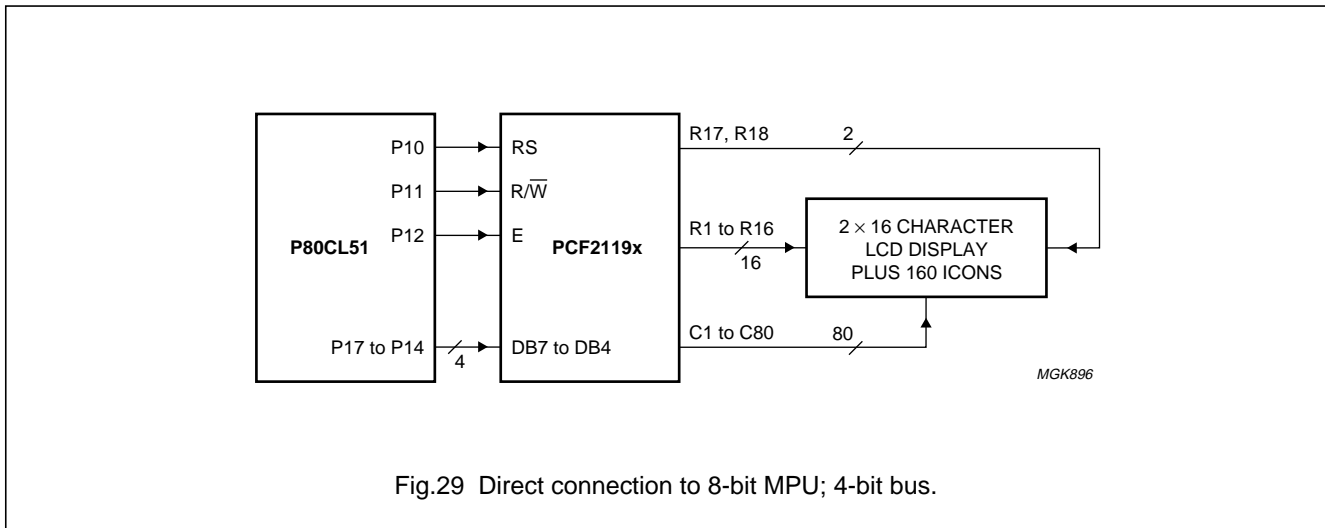 P80CL51
P10
P11
P12
P17 to P14
4
RS
R/W̅
E
DB7 to DB4
PCF2119x
R17, R18
2
R1 to R16
16
C1 to C80
80
2 × 16 CHARACTER
LCD DISPLAY
PLUS 160 ICONS
MGK896
Fig.29 Direct connection to 8-bit MPU; 4-bit bus.